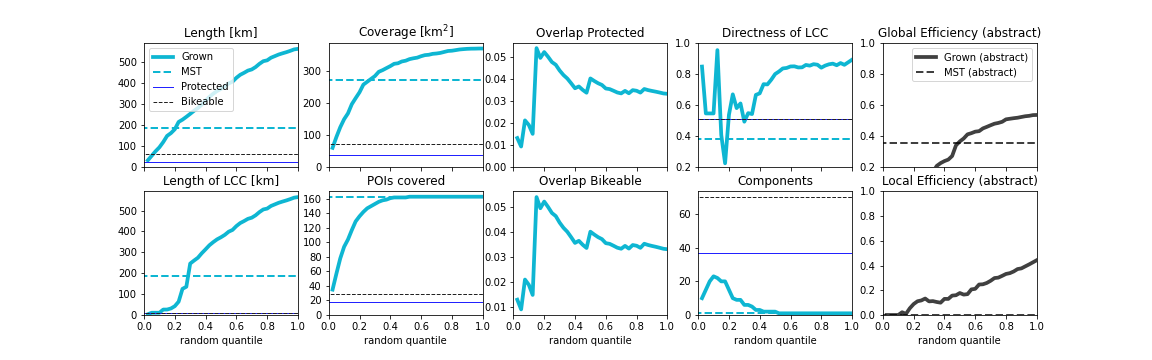 Length [km]
Coverage [km²]
Overlap Protected
Directness of LCC
Global Efficiency (abstract)
Grown
MST
Protected
Bikeable
Grown (abstract)
MST (abstract)
500
400
300
200
100
0
300
200
100
0
0.05
0.04
0.03
0.02
0.01
0.00
1.0
0.8
0.6
0.4
0.2
1.0
0.8
0.6
0.4
0.2
Length of LCC [km]
POIs covered
Overlap Bikeable
Components
Local Efficiency (abstract)
500
400
300
200
100
0
160
140
120
100
80
60
40
20
0
0.05
0.04
0.03
0.02
0.01
60
40
20
0
1.0
0.8
0.6
0.4
0.2
0.0
0.0 0.2 0.4 0.6 0.8 1.0
0.0 0.2 0.4 0.6 0.8 1.0
0.0 0.2 0.4 0.6 0.8 1.0
0.0 0.2 0.4 0.6 0.8 1.0
0.0 0.2 0.4 0.6 0.8 1.0
random quantile
random quantile
random quantile
random quantile
random quantile